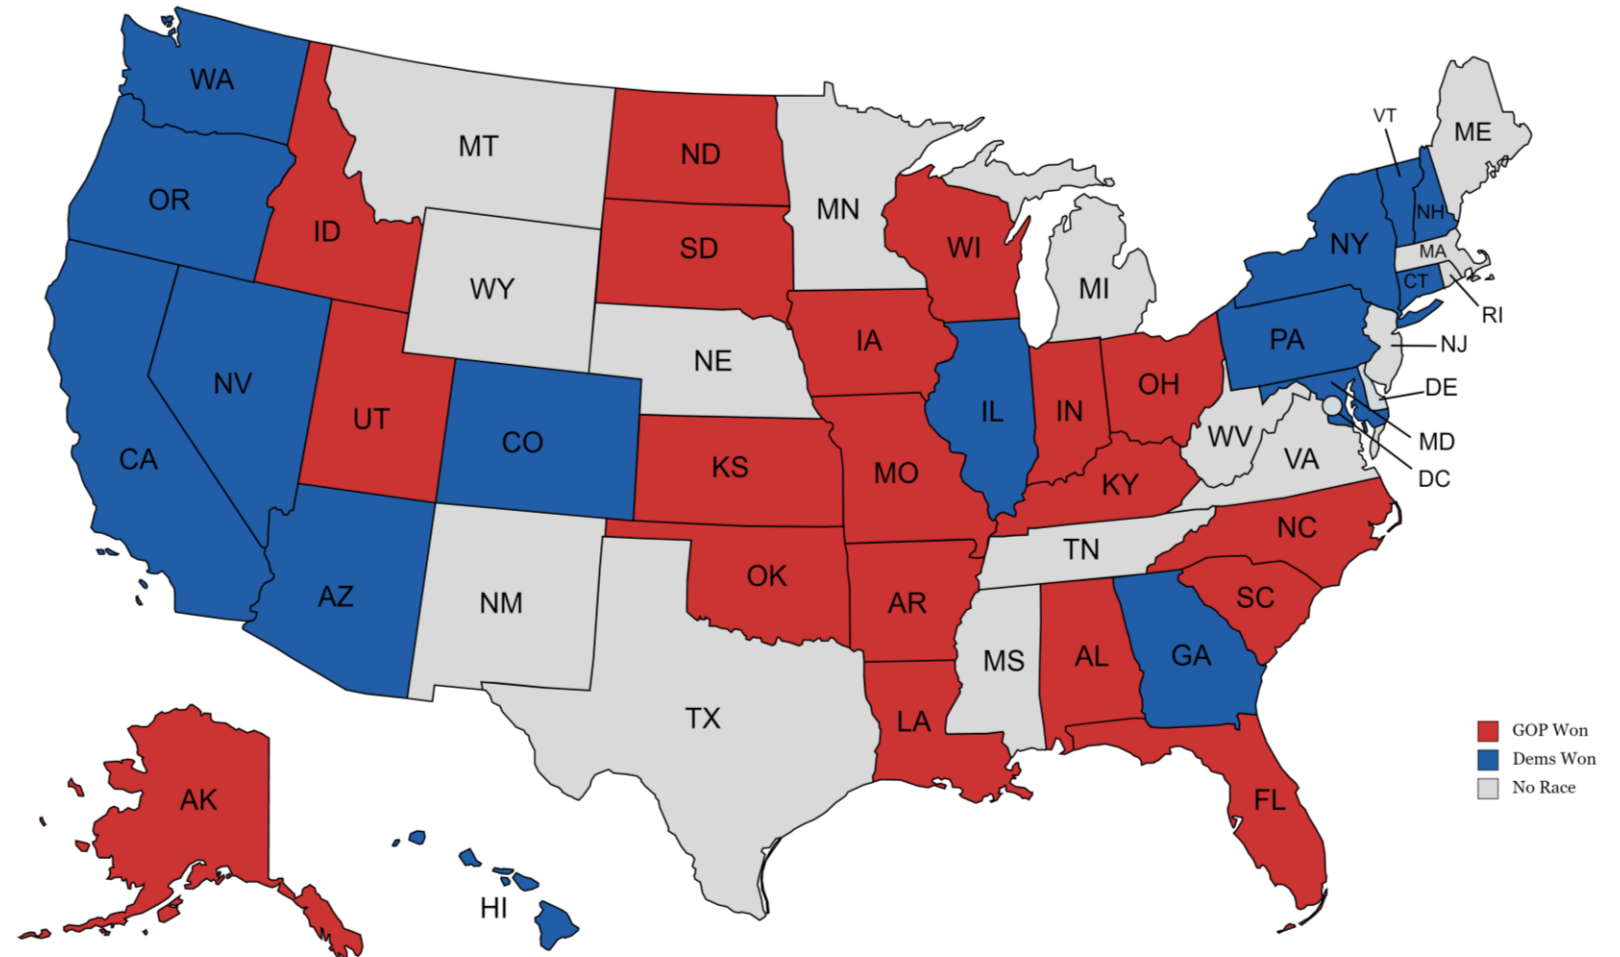 WA
MT
ND
VT
ME
OR
ID
MN
NH
SD
WI
NY
MA
WY
MI
CT
RI
IA
PA
NJ
NE
NV
OH
DE
UT
IL
IN
CO
WV
MD
CA
KS
MO
VA
DC
KY
NC
TN
OK
AZ
NM
AR
SC
MS
AL
GA
TX
LA
GOP Won
Dems Won
No Race
AK
FL
HI